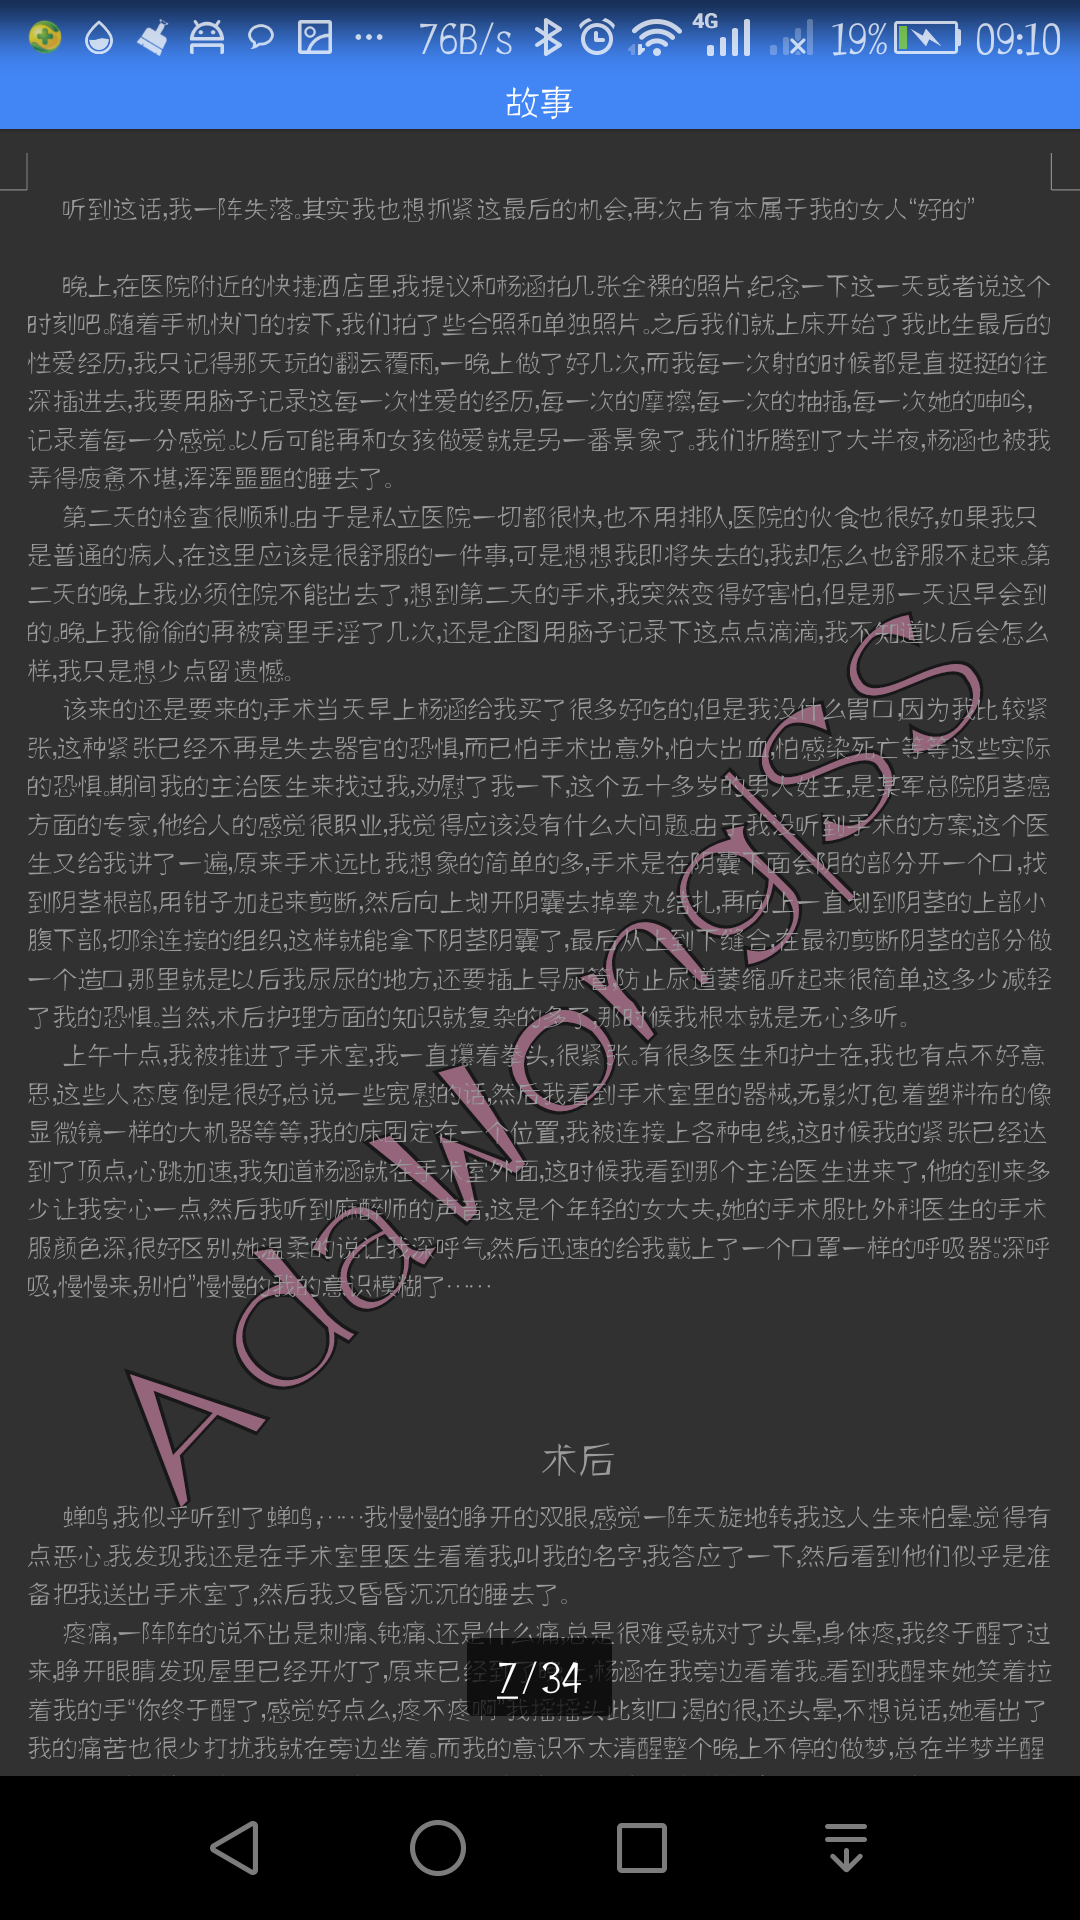 76B/s 4G 19% 09:10
故事
听到这话,我一阵失落。其实我也想抓紧这最后的机会,再次占有本属于我的女人“好的”
晚上,在医院附近的快捷酒店里,我提议和杨涵拍几张全裸的照片,纪念一下这一天或者说这个
时刻吧。随着手机快门的按下,我们拍了些合照和单独照片。之后我们就上床开始了我此生最后的
性爱经历,我只记得那天玩的翻云覆雨,一晚上做了好几次,而我每一次射的时候都是直挺挺的往
深插进去,我要用脑子记录这每一次性爱的经历,每一次的摩擦,每一次的抽插,每一次她的呻吟,
记录着每一分感觉。以后可能再和女孩做爱就是另一番景象了。我们折腾到了大半夜,杨涵也被我
弄得疲惫不堪,浑浑噩噩的睡去了。
第二天的检查很顺利。由于是私立医院一切都很快,也不用排队,医院的伙食也很好,如果我只
是普通的病人,在这里应该是很舒服的一件事,可是想想我即将失去的,我却怎么也舒服不起来。第
二天的晚上我必须住院不能出去了,想到第二天的手术,我突然变得好害怕,但是那一天迟早会到
的。晚上我偷偷的再被窝里手淫了几次,还是企图用脑子记录下这点点滴滴,我不知道以后会怎么
样,我只是想少点留遗憾。
该来的还是要来的,手术当天早上杨涵给我买了很多好吃的,但是我没什么胃口,因为我比较紧
张,这种紧张已经不再是失去器官的恐惧,而已怕手术出意外,怕大出血,怕感染死亡等等这些实际
的恐惧。期间我的主治医生来找过我,劝慰了我一下,这个五十多岁的男人姓王,是某军总院阴茎癌
方面的专家,他给人的感觉很职业,我觉得应该没有什么大问题。由于我没听到手术的方案,这个医
生又给我讲了一遍,原来手术远比我想象的简单的多,手术是在阴囊下面会阴的部分开一个口,找
到阴茎根部,用钳子加起来剪断,然后向上划开阴囊去掉睾丸结扎,再向上一直划到阴茎的上部小
腹下部,切除连接的组织,这样就能拿下阴茎阴囊了,最后从上到下缝合,在最初剪断阴茎的部分做
一个造口,那里就是以后我尿尿的地方,还要插上导尿管,防止尿道萎缩。听起来很简单,这多少减轻
了我的恐惧。当然,术后护理方面的知识就复杂的多了,那时候我根本就是无心多听。
上午十点,我被推进了手术室,我一直攥着拳头,很紧张。有很多医生和护士在,我也有点不好意
思,这些人态度倒是很好,总说一些宽慰的话,然后我看到手术室里的器械,无影灯,包着塑料布的像
显微镜一样的大机器等等,我的床固定在一个位置,我被连接上各种电线,这时候我的紧张已经达
到了顶点,心跳加速,我知道杨涵就在手术室外面,这时候我看到那个主治医生进来了,他的到来多
少让我安心一点,然后我听到麻醉师的声音,这是个年轻的女大夫,她的手术服比外科医生的手术
服颜色深,很好区别,她温柔的说让我深呼气,然后迅速的给我戴上了一个口罩一样的呼吸器。“深呼
吸,慢慢来,别怕”慢慢的我的意识模糊了……
术后
蝉鸣,我似乎听到了蝉鸣,……我慢慢的睁开的双眼,感觉一阵天旋地转,我这人生来怕晕。觉得有
点恶心。我发现我还是在手术室里,医生看着我,叫我的名字,我答应了一下,然后看到他们似乎是准
备把我送出手术室了,然后我又昏昏沉沉的睡去了。
疼痛,一阵阵的说不出是刺痛、钝痛、还是什么痛,总是很难受就对了头晕,身体疼,我终于醒了过
来,睁开眼睛发现屋里已经开灯了,原来已经到了晚上,杨涵在我旁边看着我。看到我醒来她笑着拉
着我的手“你终于醒了,感觉好点么,疼不疼啊”我摇摇头此刻口渴的很,还头晕,不想说话,她看出了
我的痛苦也很少打扰我就在旁边坐着。而我的意识不太清醒整个晚上不停的做梦,总在半梦半醒
7/34
Adawongjss